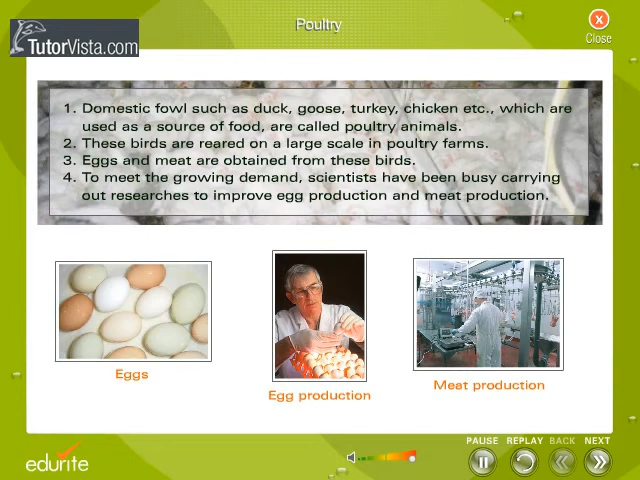 Poultry
X
Close
TutorVista.com
1. Domestic fowl such as duck, goose, turkey, chicken etc., which are
used as a source of food, are called poultry animals.
2. These birds are reared on a large scale in poultry farms.
3. Eggs and meat are obtained from these birds.
4. To meet the growing demand, scientists have been busy carrying
out researches to improve egg production and meat production.
Eggs
Egg production
Meat production
edurite
PAUSE REPLAY BACK NEXT